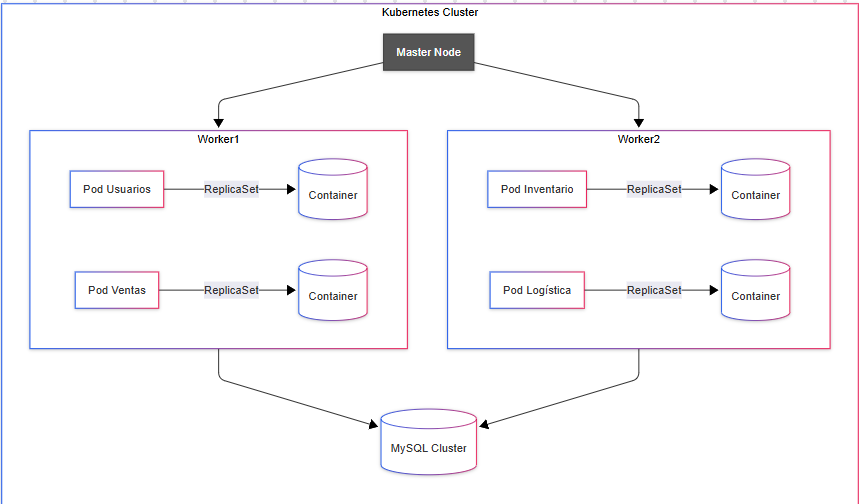 Kubernetes Cluster
Master Node
Worker1
Pod Usuarios
ReplicaSet
Container
Pod Ventas
ReplicaSet
Container
Worker2
Pod Inventario
ReplicaSet
Container
Pod Logística
ReplicaSet
Container
MySQL Cluster